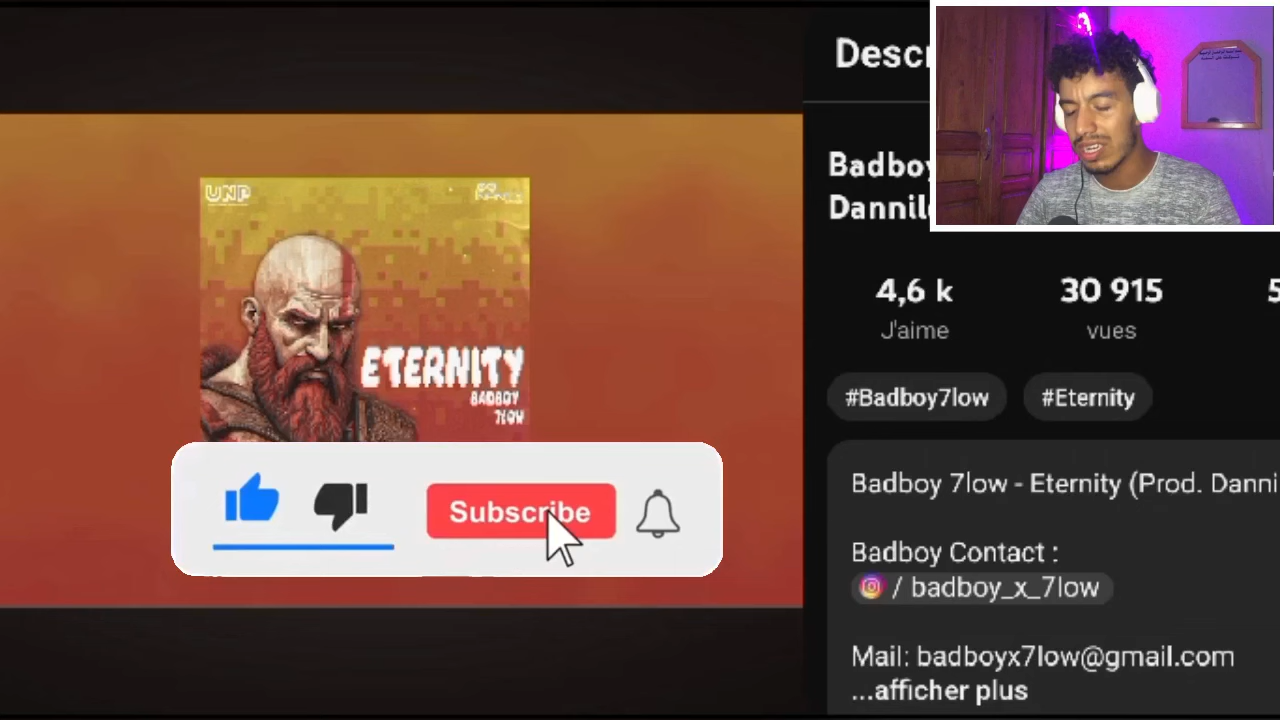 Descr
Badboy
Dannil
4,6 k
30 915
5
J'aime
vues
#Badboy7low
#Eternity
Badboy 7low - Eternity (Prod. Danni
Badboy Contact :
/ badboy_x_7low
Mail: badboyx7low@gmail.com
...afficher plus
UNP
ETERNITY
BADBOY
7LOW
Subscribe